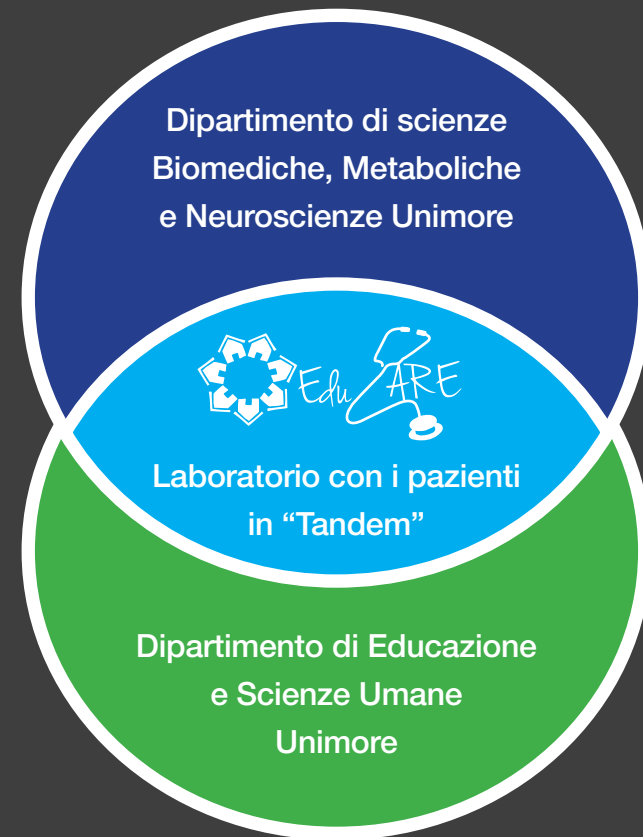 Dipartimento di scienze
Biomediche, Metaboliche
e Neuroscienze Unimore
EduCARE
Laboratorio con i pazienti
in “Tandem”
Dipartimento di Educazione
e Scienze Umane
Unimore